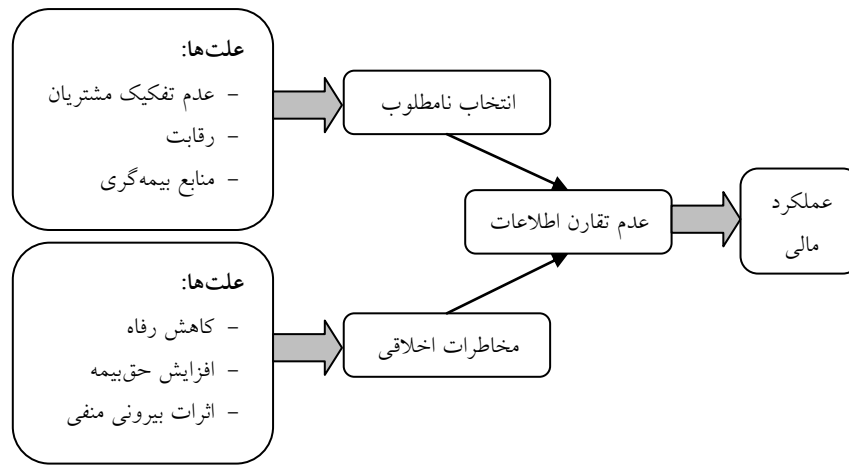 علت‌ها:
- عدم تفکیک مشتریان
- رقابت
- منابع بیمه‌گری
انتخاب نامطلوب
عدم تقارن اطلاعات
عملکرد
مالی
علت‌ها:
- کاهش رفاه
- افزایش حق‌بیمه
- اثرات بیرونی منفی
مخاطرات اخلاقی